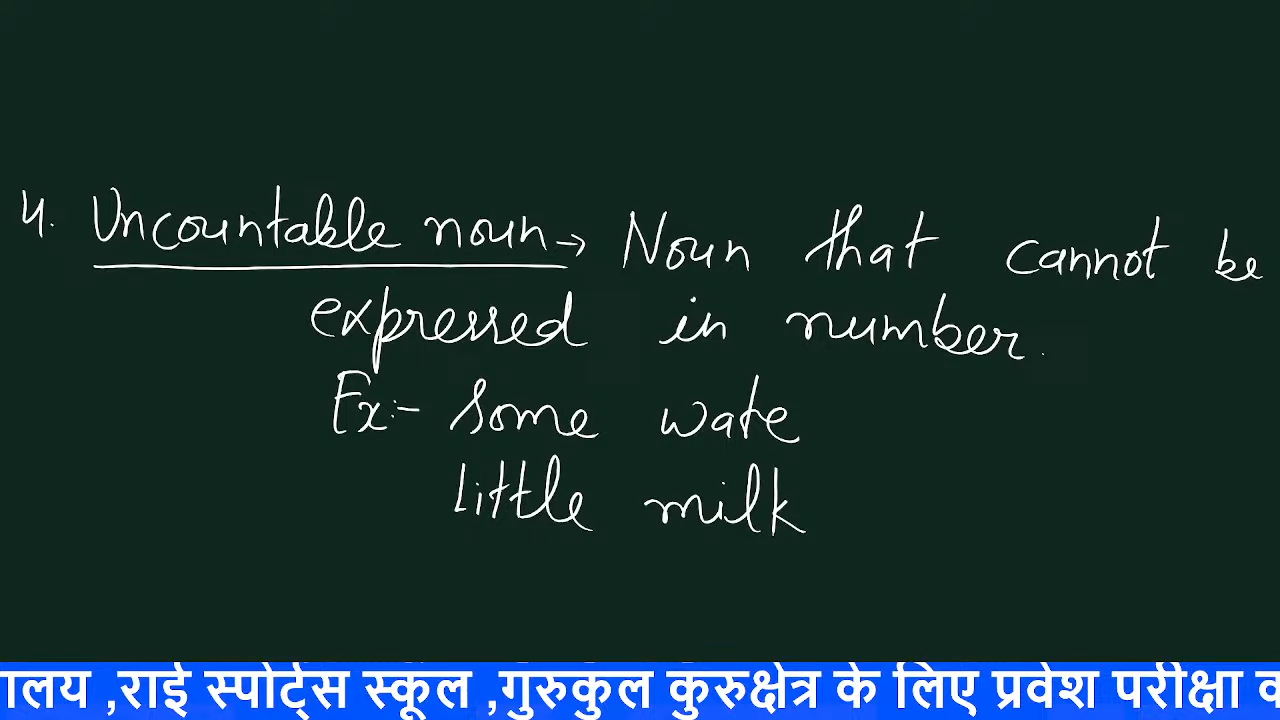 4. Uncountable noun → Noun that cannot be
expressed in number.
Ex:- some wate
little milk
ालय ,राई स्पोर्ट्स स्कूल ,गुरुकुल कुरुक्षेत्र के लिए प्रवेश परीक्षा व